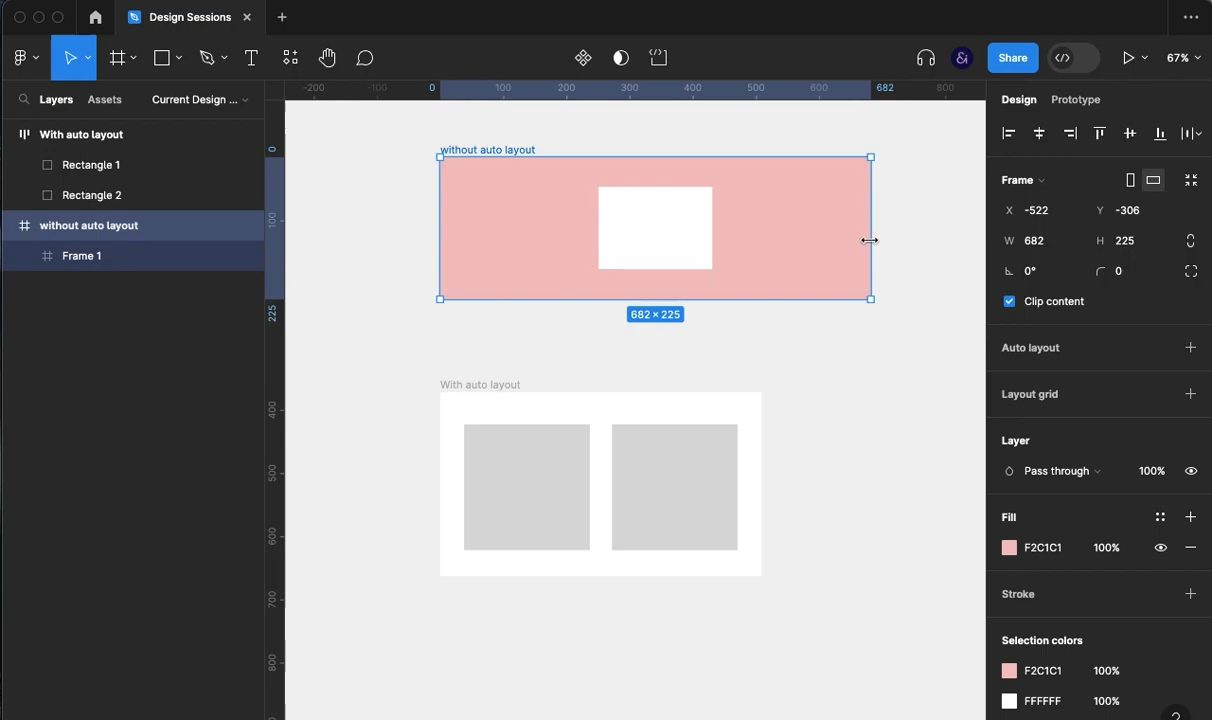 Design Sessions
Share
67%
Layers
Assets
Current Design ...
With auto layout
Rectangle 1
Rectangle 2
without auto layout
Frame 1
-200
-100
0
100
200
300
400
500
682
800
0
100
225
400
500
600
700
800
without auto layout
682 × 225
With auto layout
Design
Prototype
Frame
X -522
Y -306
W 682
H 225
0°
0
Clip content
Auto layout
Layout grid
Layer
Pass through
100%
Fill
F2C1C1 100%
Stroke
Selection colors
F2C1C1 100%
FFFFFF 100%
?